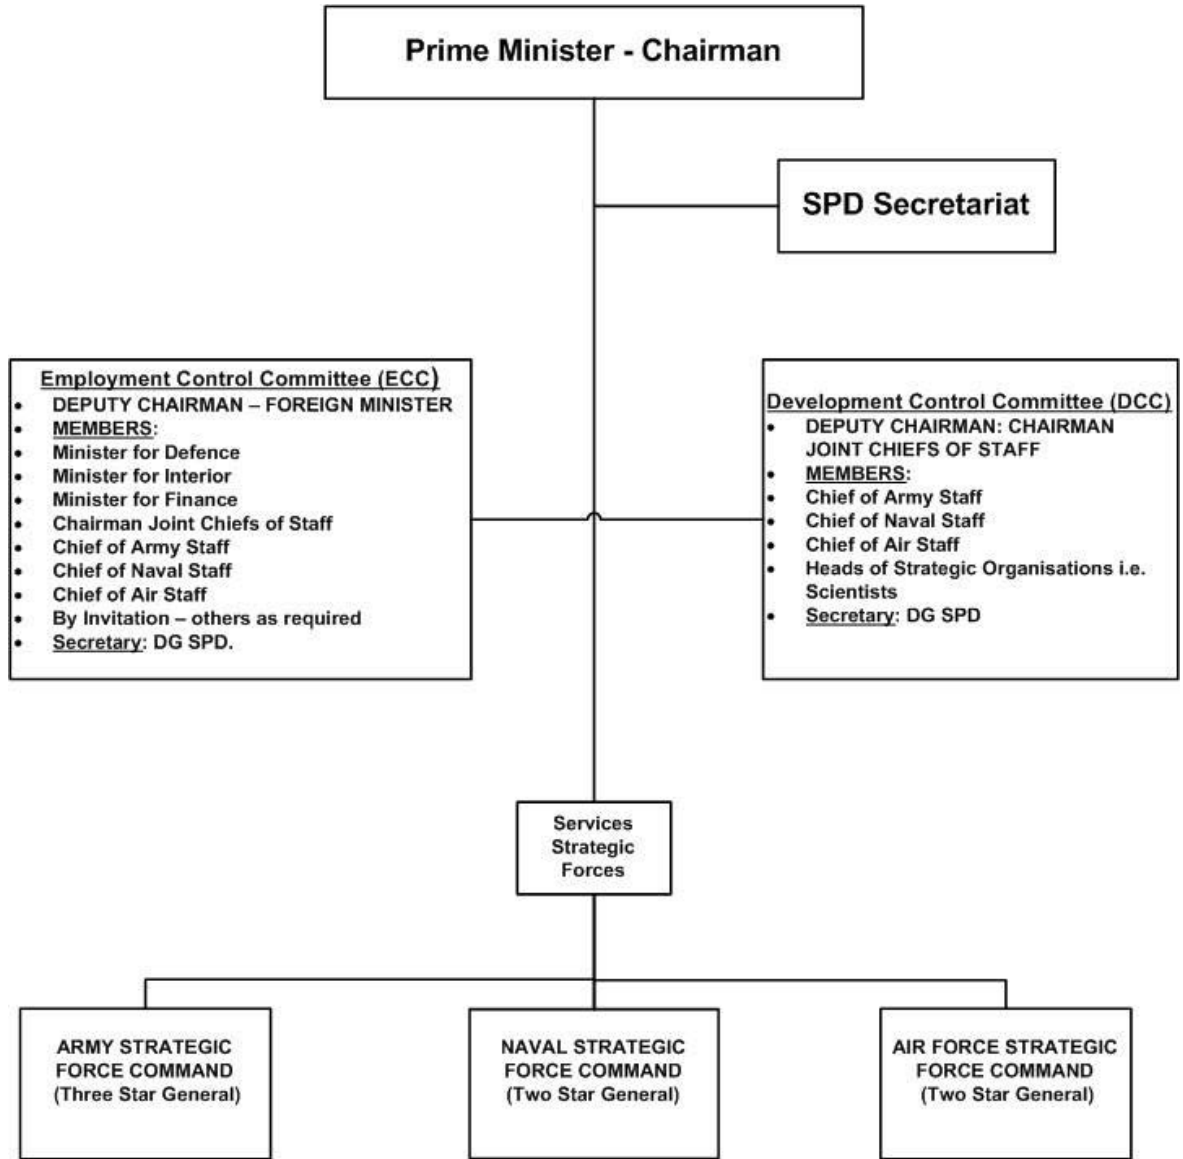 Prime Minister - Chairman
SPD Secretariat
Employment Control Committee (ECC)
• DEPUTY CHAIRMAN – FOREIGN MINISTER
• MEMBERS:
• Minister for Defence
• Minister for Interior
• Minister for Finance
• Chairman Joint Chiefs of Staff
• Chief of Army Staff
• Chief of Naval Staff
• Chief of Air Staff
• By Invitation – others as required
• Secretary: DG SPD.
Development Control Committee (DCC)
• DEPUTY CHAIRMAN: CHAIRMAN
JOINT CHIEFS OF STAFF
• MEMBERS:
• Chief of Army Staff
• Chief of Naval Staff
• Chief of Air Staff
• Heads of Strategic Organisations i.e.
Scientists
• Secretary: DG SPD
Services
Strategic
Forces
ARMY STRATEGIC
FORCE COMMAND
(Three Star General)
NAVAL STRATEGIC
FORCE COMMAND
(Two Star General)
AIR FORCE STRATEGIC
FORCE COMMAND
(Two Star General)